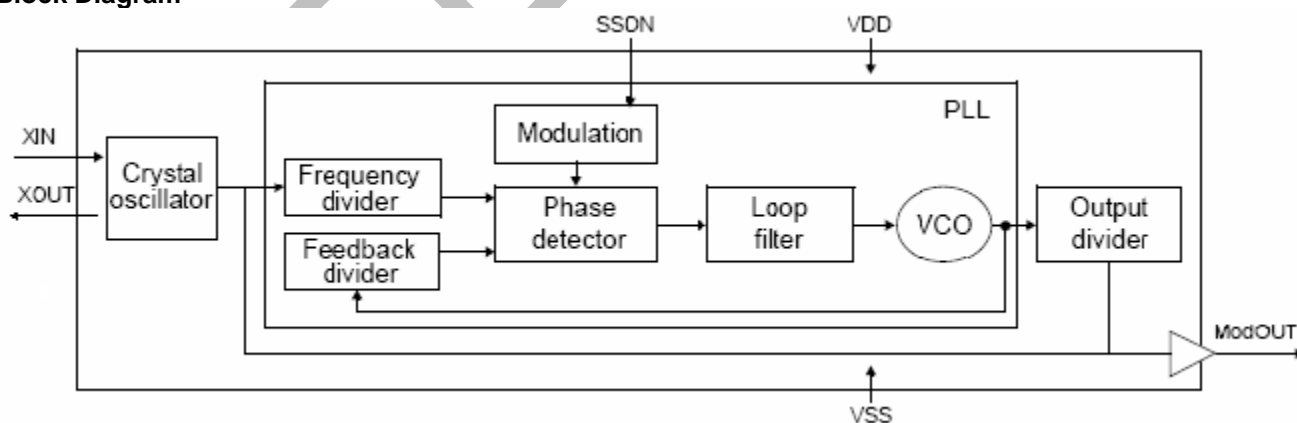 Block Diagram
SSON
VDD
PLL
XIN
XOUT
Crystal
oscillator
Modulation
Frequency
divider
Feedback
divider
Phase
detector
Loop
filter
VCO
Output
divider
ModOUT
VSS